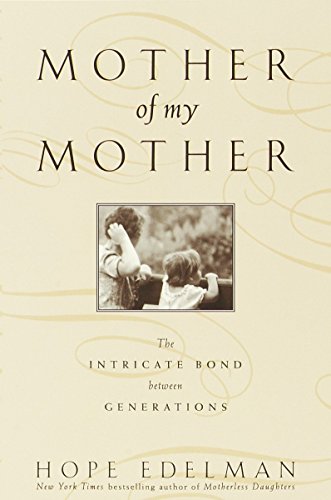 MOTHER
of my
MOTHER
The
INTRICATE BOND
between
GENERATIONS
HOPE EDELMAN
New York Times bestselling author of Motherless Daughters